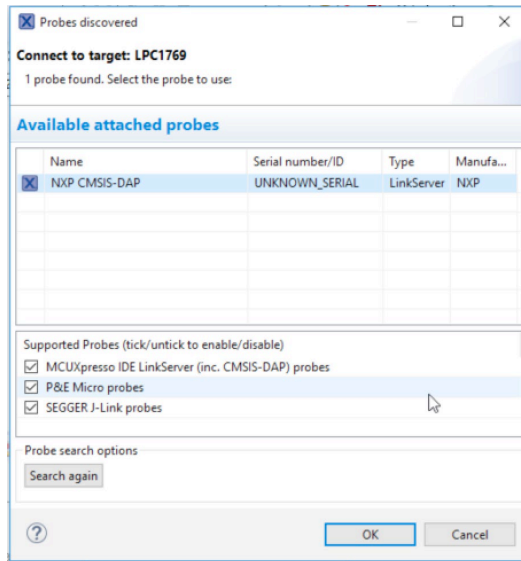 Probes discovered
Connect to target: LPC1769
1 probe found. Select the probe to use:
Available attached probes
Name Serial number/ID Type Manufa...
NXP CMSIS-DAP UNKNOWN_SERIAL LinkServer NXP
Supported Probes (tick/untick to enable/disable)
MCUXpresso IDE LinkServer (inc. CMSIS-DAP) probes
P&E Micro probes
SEGGER J-Link probes
Probe search options
Search again
OK Cancel